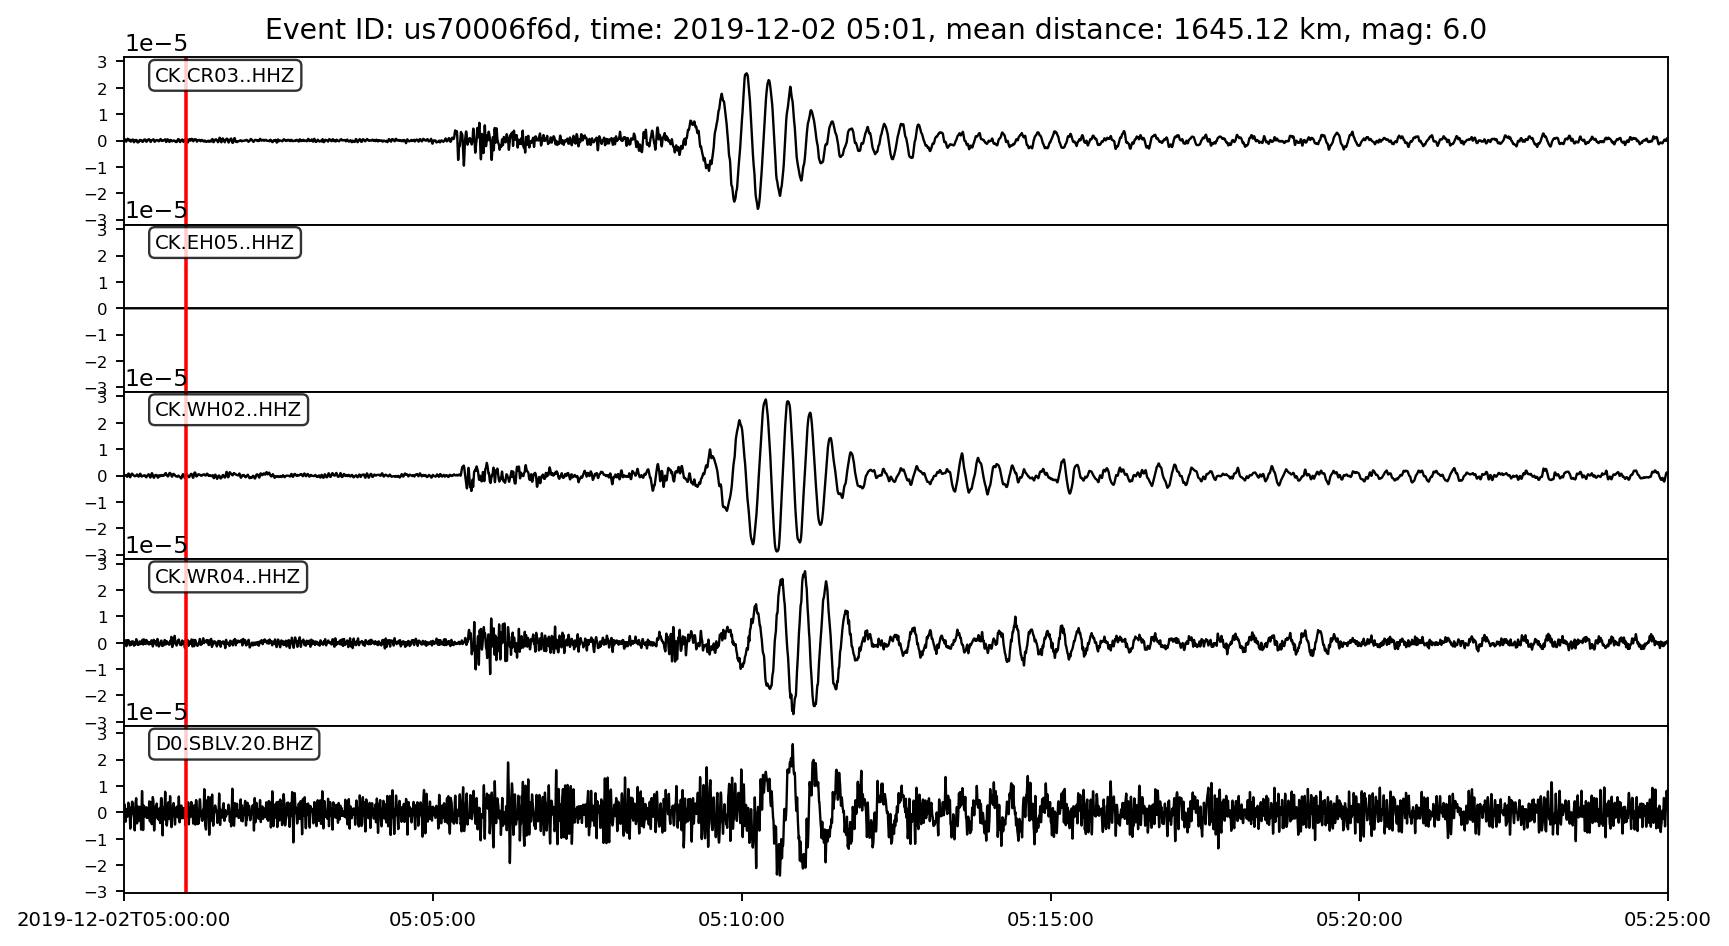 Event ID: us70006f6d, time: 2019-12-02 05:01, mean distance: 1645.12 km, mag: 6.0
1e−5
3
CK.CR03..HHZ
2
1
0
−1
−2
−3
1e−5
3
CK.EH05..HHZ
2
1
0
−1
−2
−3
1e−5
3
CK.WH02..HHZ
2
1
0
−1
−2
−3
1e−5
3
CK.WR04..HHZ
2
1
0
−1
−2
−3
1e−5
3
D0.SBLV.20.BHZ
2
1
0
−1
−2
−3
2019-12-02T05:00:00 05:05:00 05:10:00 05:15:00 05:20:00 05:25:00